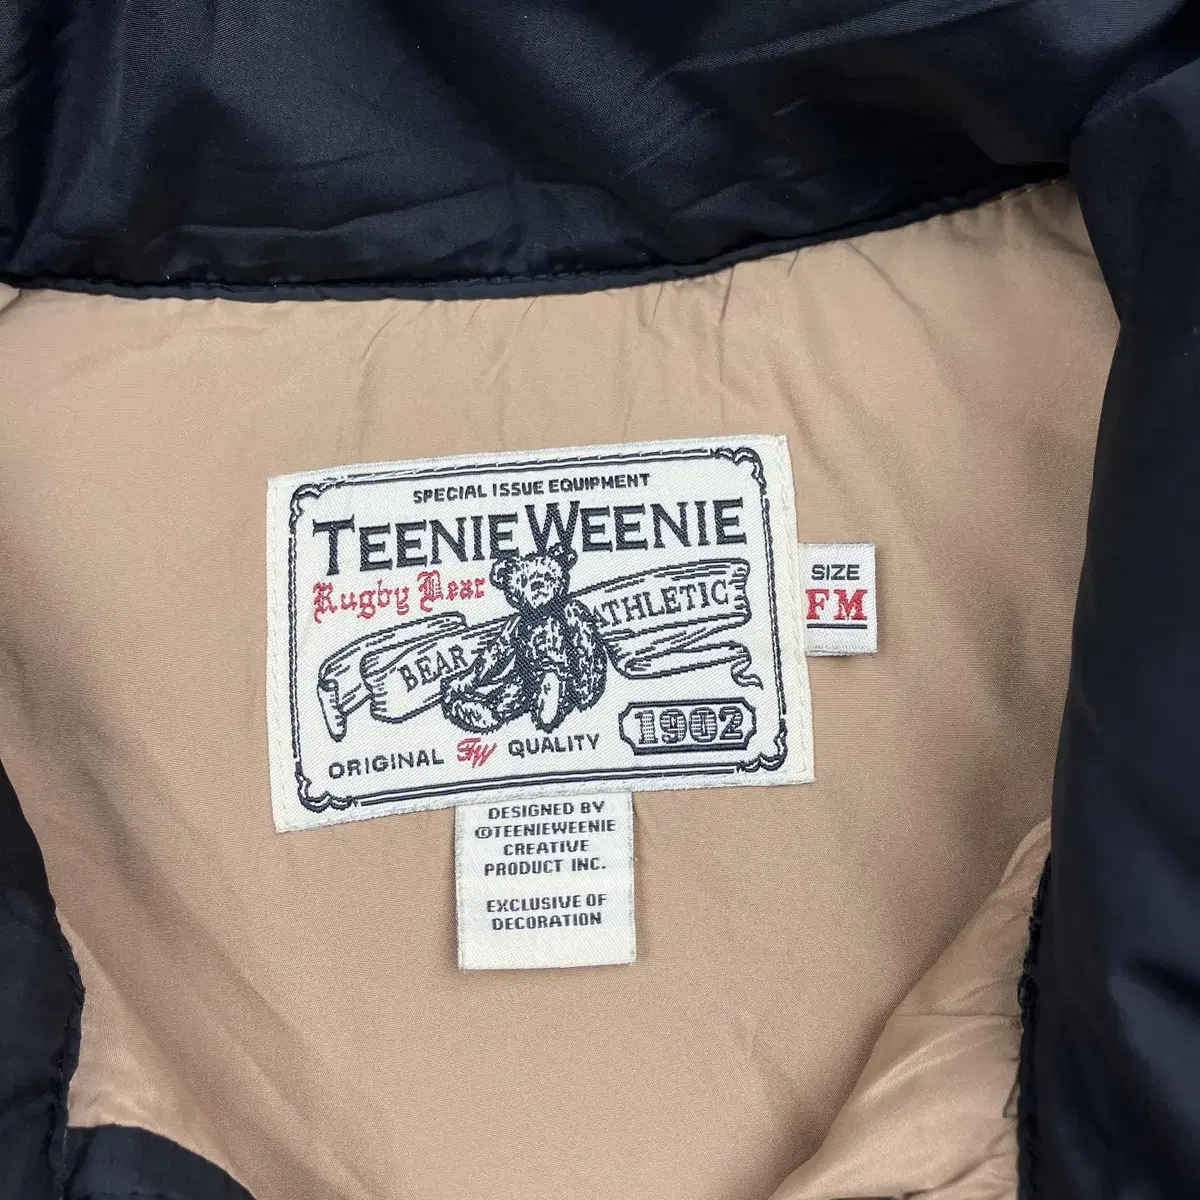 SPECIAL ISSUE EQUIPMENT
TEENIE WEENIE
Rugby Bear
BEAR ATHLETIC
1902
ORIGINAL TW QUALITY
SIZE
FM
DESIGNED BY
©TEENIEWEENIE
CREATIVE
PRODUCT INC.
EXCLUSIVE OF
DECORATION